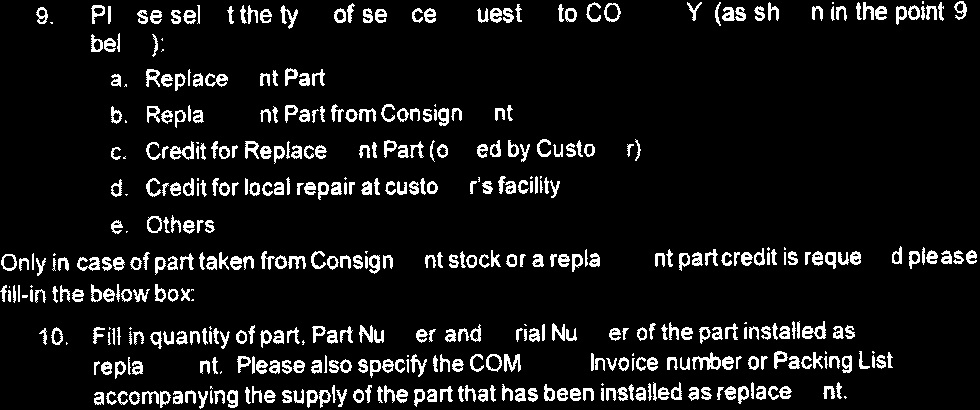 9. Pl se sel t the ty of se ce uest to CO Y (as sh n in the point 9
bel ):
a. Replace nt Part
b. Repla nt Part from Consign nt
c. Credit for Replace nt Part (o ed by Custo r)
d. Credit for local repair at custo r's facility
e. Others
Only in case of part taken from Consign nt stock or a repla nt part credit is reque d please
fill-in the below box:
10. Fill in quantity of part, Part Nu er and rial Nu er of the part installed as
repla nt. Please also specify the COM Invoice number or Packing List
accompanying the supply of the part that has been installed as replace nt.